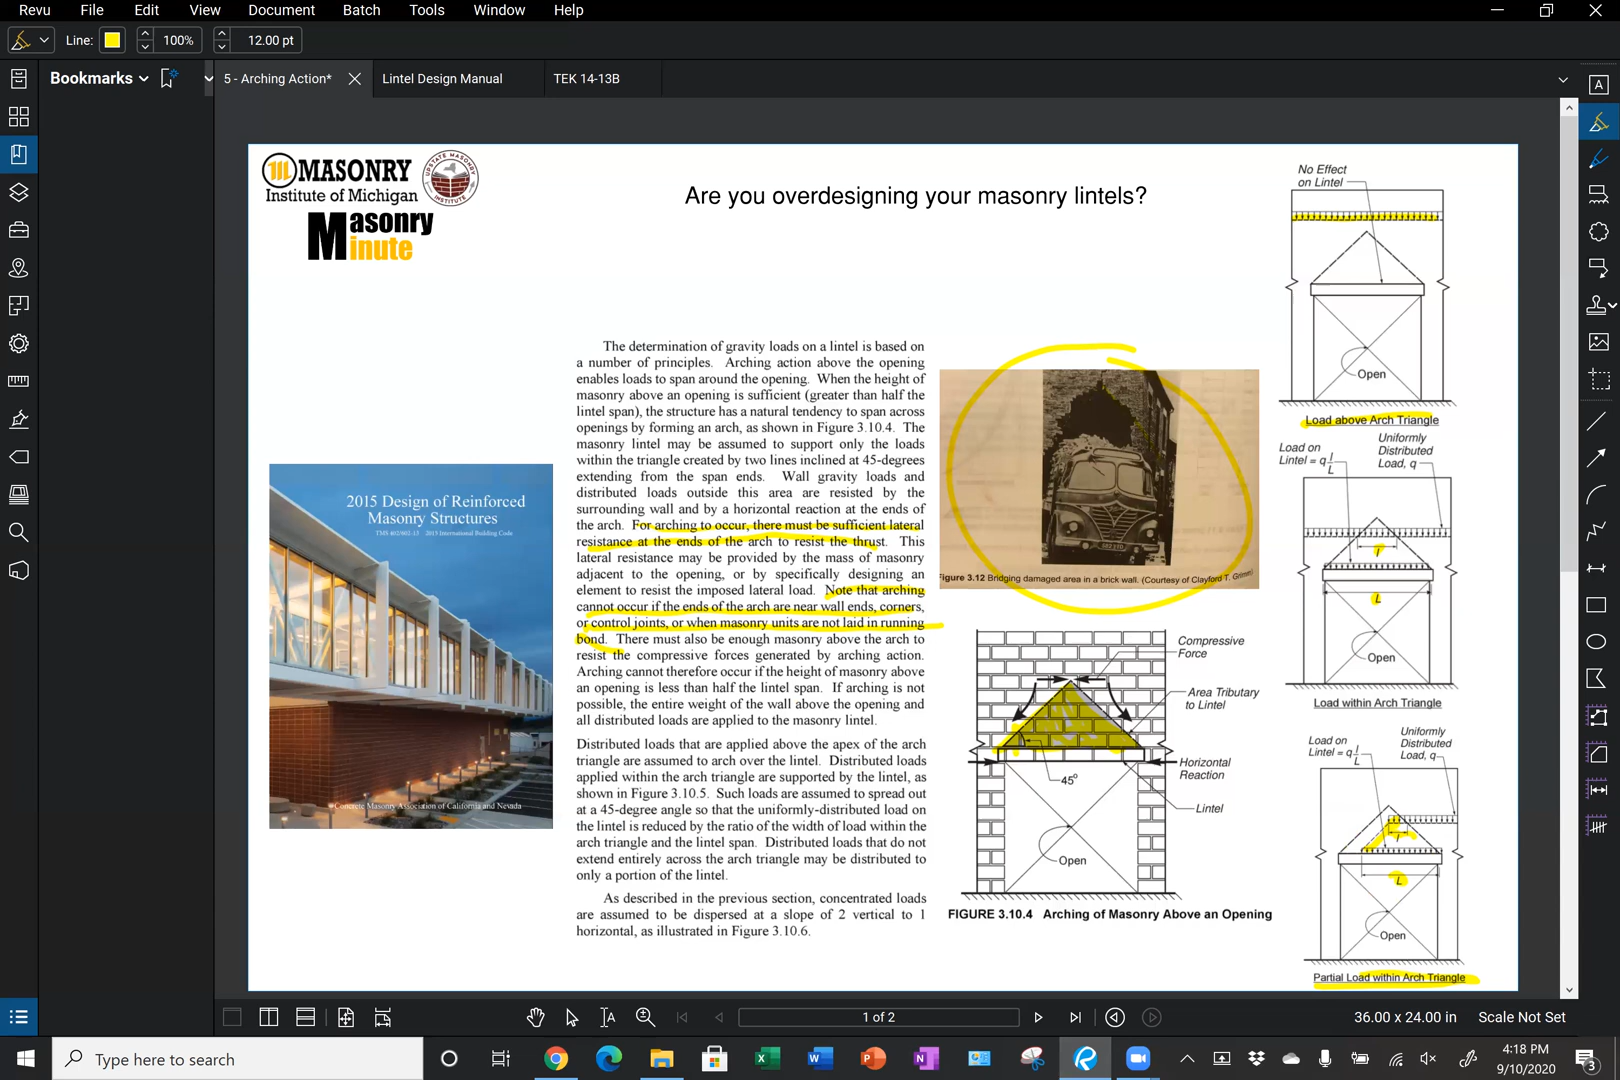 Revu File Edit View Document Batch Tools Window Help
Line: 100% 12.00 pt
Bookmarks
5 - Arching Action*
Lintel Design Manual
TEK 14-13B
MASONRY
Institute of Michigan
UPSTATE MASONRY INSTITUTE
Masonry
Minute
Are you overdesigning your masonry lintels?
2015 Design of Reinforced
Masonry Structures
TMS 402/602-13 2015 International Building Code
Concrete Masonry Association of California and Nevada
The determination of gravity loads on a lintel is based on
a number of principles. Arching action above the opening
enables loads to span around the opening. When the height of
masonry above an opening is sufficient (greater than half the
lintel span), the structure has a natural tendency to span across
openings by forming an arch, as shown in Figure 3.10.4. The
masonry lintel may be assumed to support only the loads
within the triangle created by two lines inclined at 45-degrees
extending from the span ends. Wall gravity loads and
distributed loads outside this area are resisted by the
surrounding wall and by a horizontal reaction at the ends of
the arch. For arching to occur, there must be sufficient lateral
resistance at the ends of the arch to resist the thrust. This
lateral resistance may be provided by the mass of masonry
adjacent to the opening, or by specifically designing an
element to resist the imposed lateral load. Note that arching
cannot occur if the ends of the arch are near wall ends, corners,
or control joints, or when masonry units are not laid in running
bond. There must also be enough masonry above the arch to
resist the compressive forces generated by arching action.
Arching cannot therefore occur if the height of masonry above
an opening is less than half the lintel span. If arching is not
possible, the entire weight of the wall above the opening and
all distributed loads are applied to the masonry lintel.
Distributed loads that are applied above the apex of the arch
triangle are assumed to arch over the lintel. Distributed loads
applied within the arch triangle are supported by the lintel, as
shown in Figure 3.10.5. Such loads are assumed to spread out
at a 45-degree angle so that the uniformly-distributed load on
the lintel is reduced by the ratio of the width of load within the
arch triangle and the lintel span. Distributed loads that do not
extend entirely across the arch triangle may be distributed to
only a portion of the lintel.
As described in the previous section, concentrated loads
are assumed to be dispersed at a slope of 2 vertical to 1
horizontal, as illustrated in Figure 3.10.6.
Figure 3.12 Bridging damaged area in a brick wall. (Courtesy of Clayford T. Grimm)
Compressive
Force
Area Tributary
to Lintel
Horizontal
Reaction
45°
Lintel
Open
FIGURE 3.10.4 Arching of Masonry Above an Opening
No Effect
on Lintel
Open
Load above Arch Triangle
Load on
Lintel = q l/L
Uniformly
Distributed
Load, q
l
L
Open
Load within Arch Triangle
Load on
Lintel = q l/L
Uniformly
Distributed
Load, q
l
L
Open
Partial Load within Arch Triangle
1 of 2
36.00 x 24.00 in
Scale Not Set
Type here to search
4:18 PM
9/10/2020
3